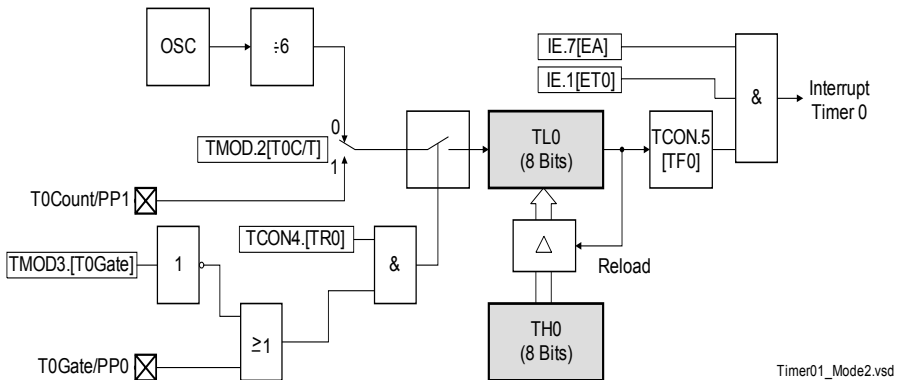 OSC
÷6
IE.7[EA]
IE.1[ET0]
&
Interrupt
Timer 0
0
TMOD.2[T0C/T]
1
TL0
(8 Bits)
TCON.5
[TF0]
T0Count/PP1
TCON4.[TR0]
&
△
Reload
TMOD3.[T0Gate]
1
≥1
TH0
(8 Bits)
T0Gate/PP0
Timer01_Mode2.vsd